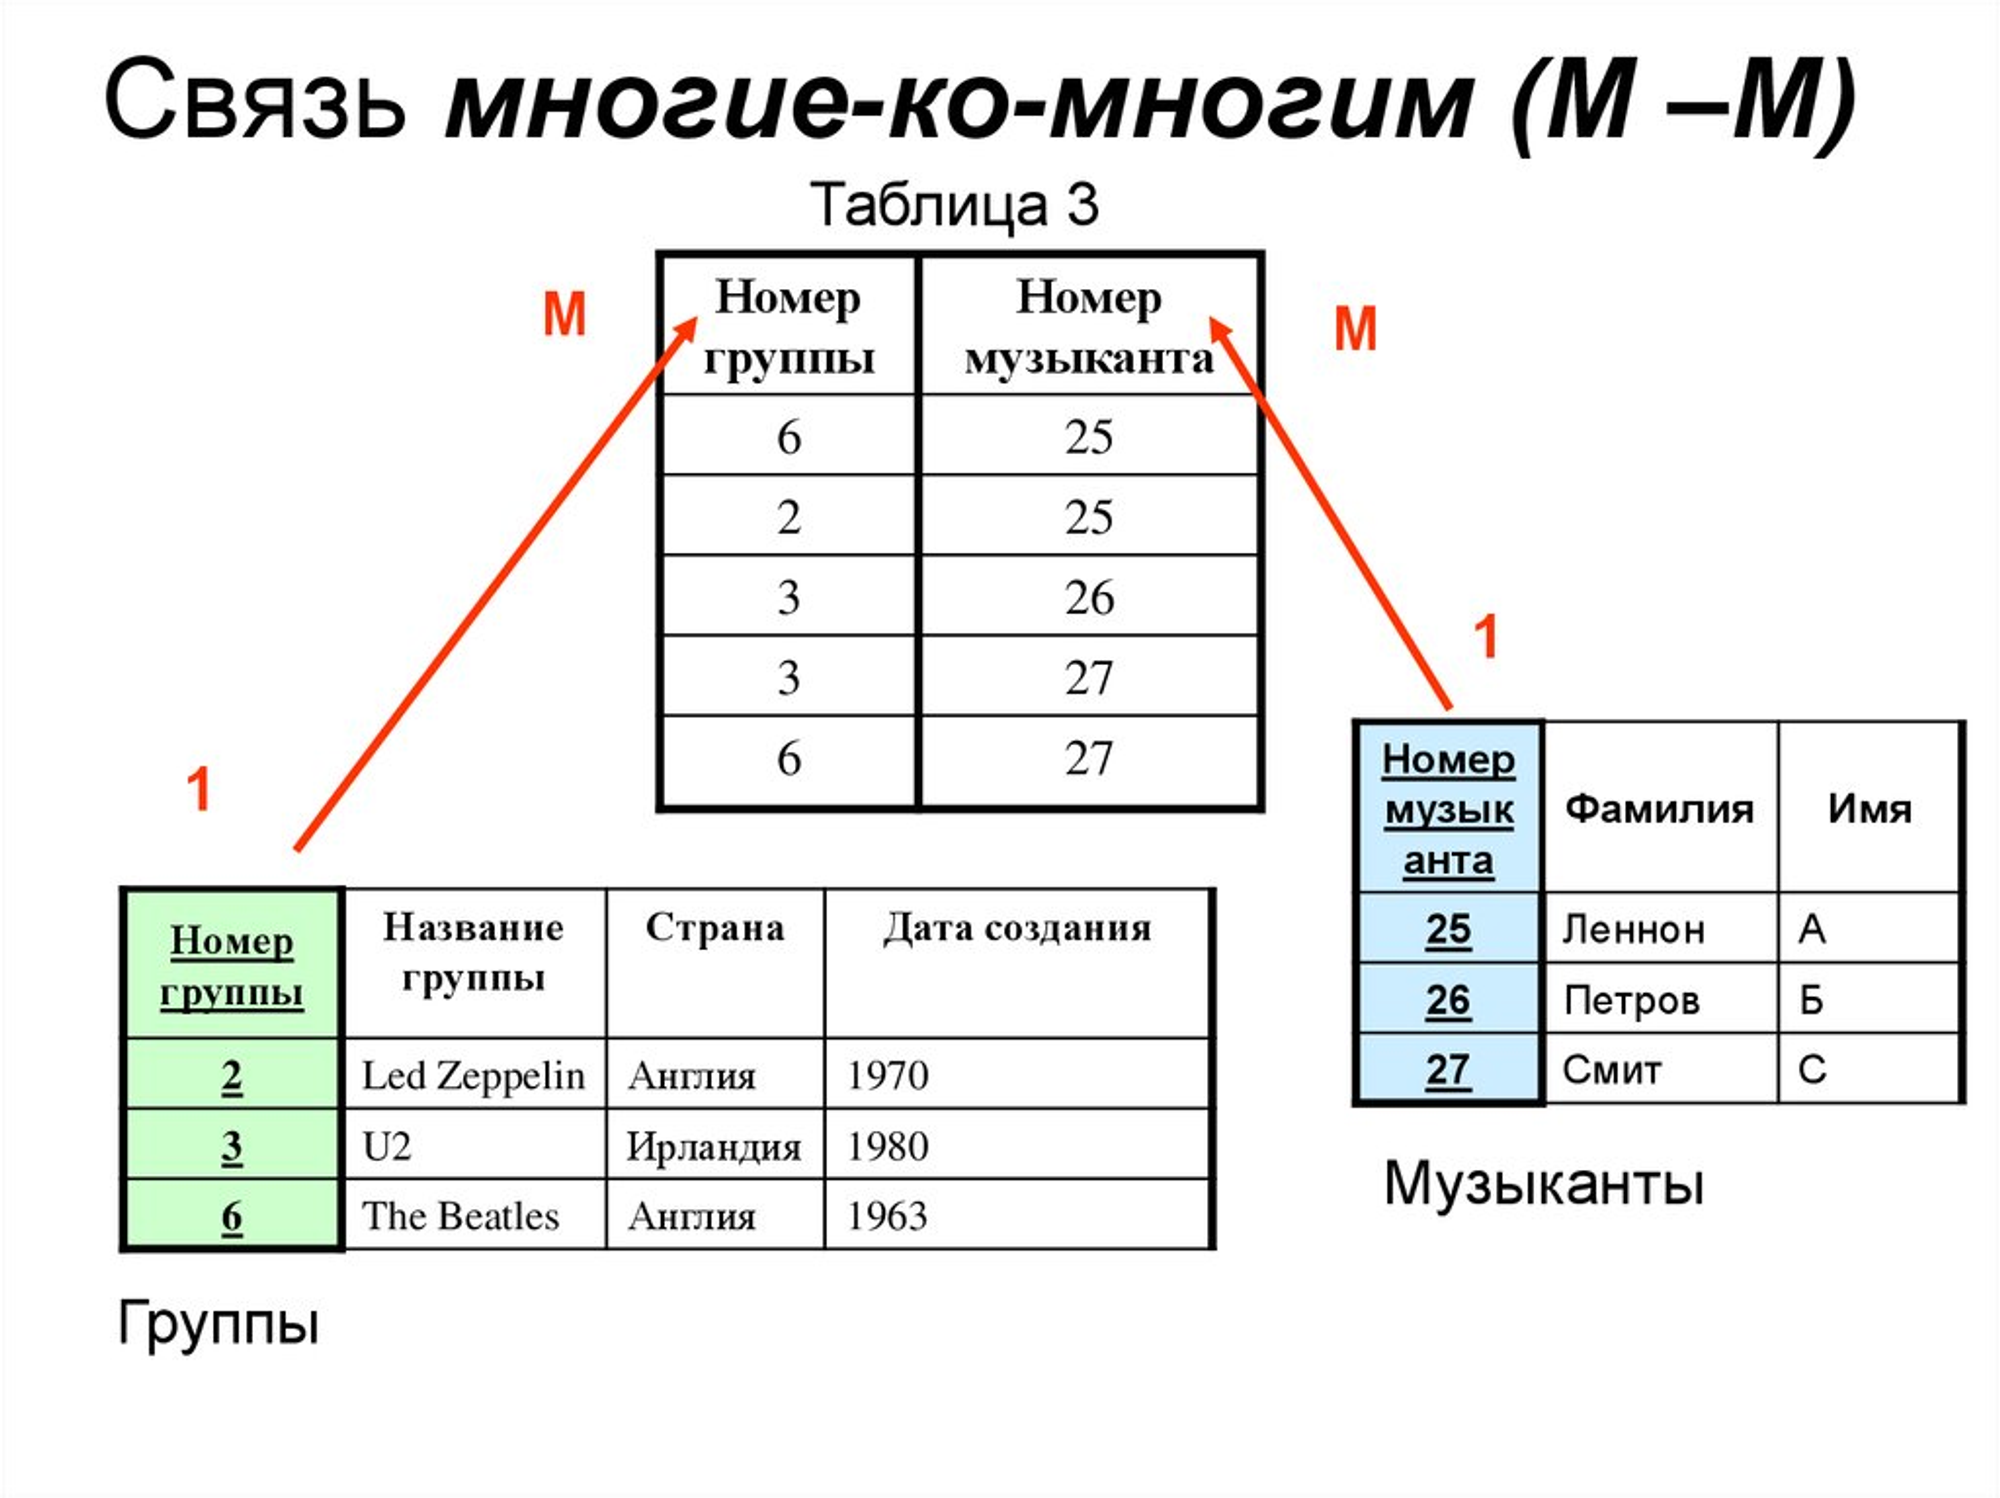 Связь многие-ко-многим (М –М)
Таблица 3
М
М
Номер группы Номер музыканта
6 25
2 25
3 26
3 27
6 27
1
1
Номер группы Название группы Страна Дата создания
2 Led Zeppelin Англия 1970
3 U2 Ирландия 1980
6 The Beatles Англия 1963
Группы
Номер музык анта Фамилия Имя
25 Леннон А
26 Петров Б
27 Смит С
Музыканты